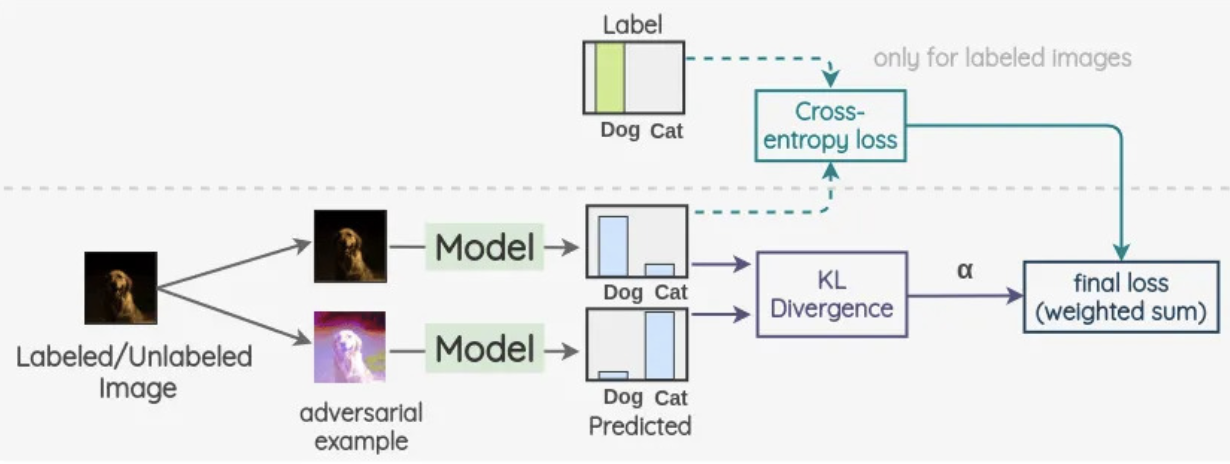 Label
only for labeled images
Dog Cat
Cross-
entropy loss
Model
Dog Cat
Labeled/Unlabeled
Image
KL
Divergence
α
final loss
(weighted sum)
Model
adversarial
example
Dog Cat
Predicted